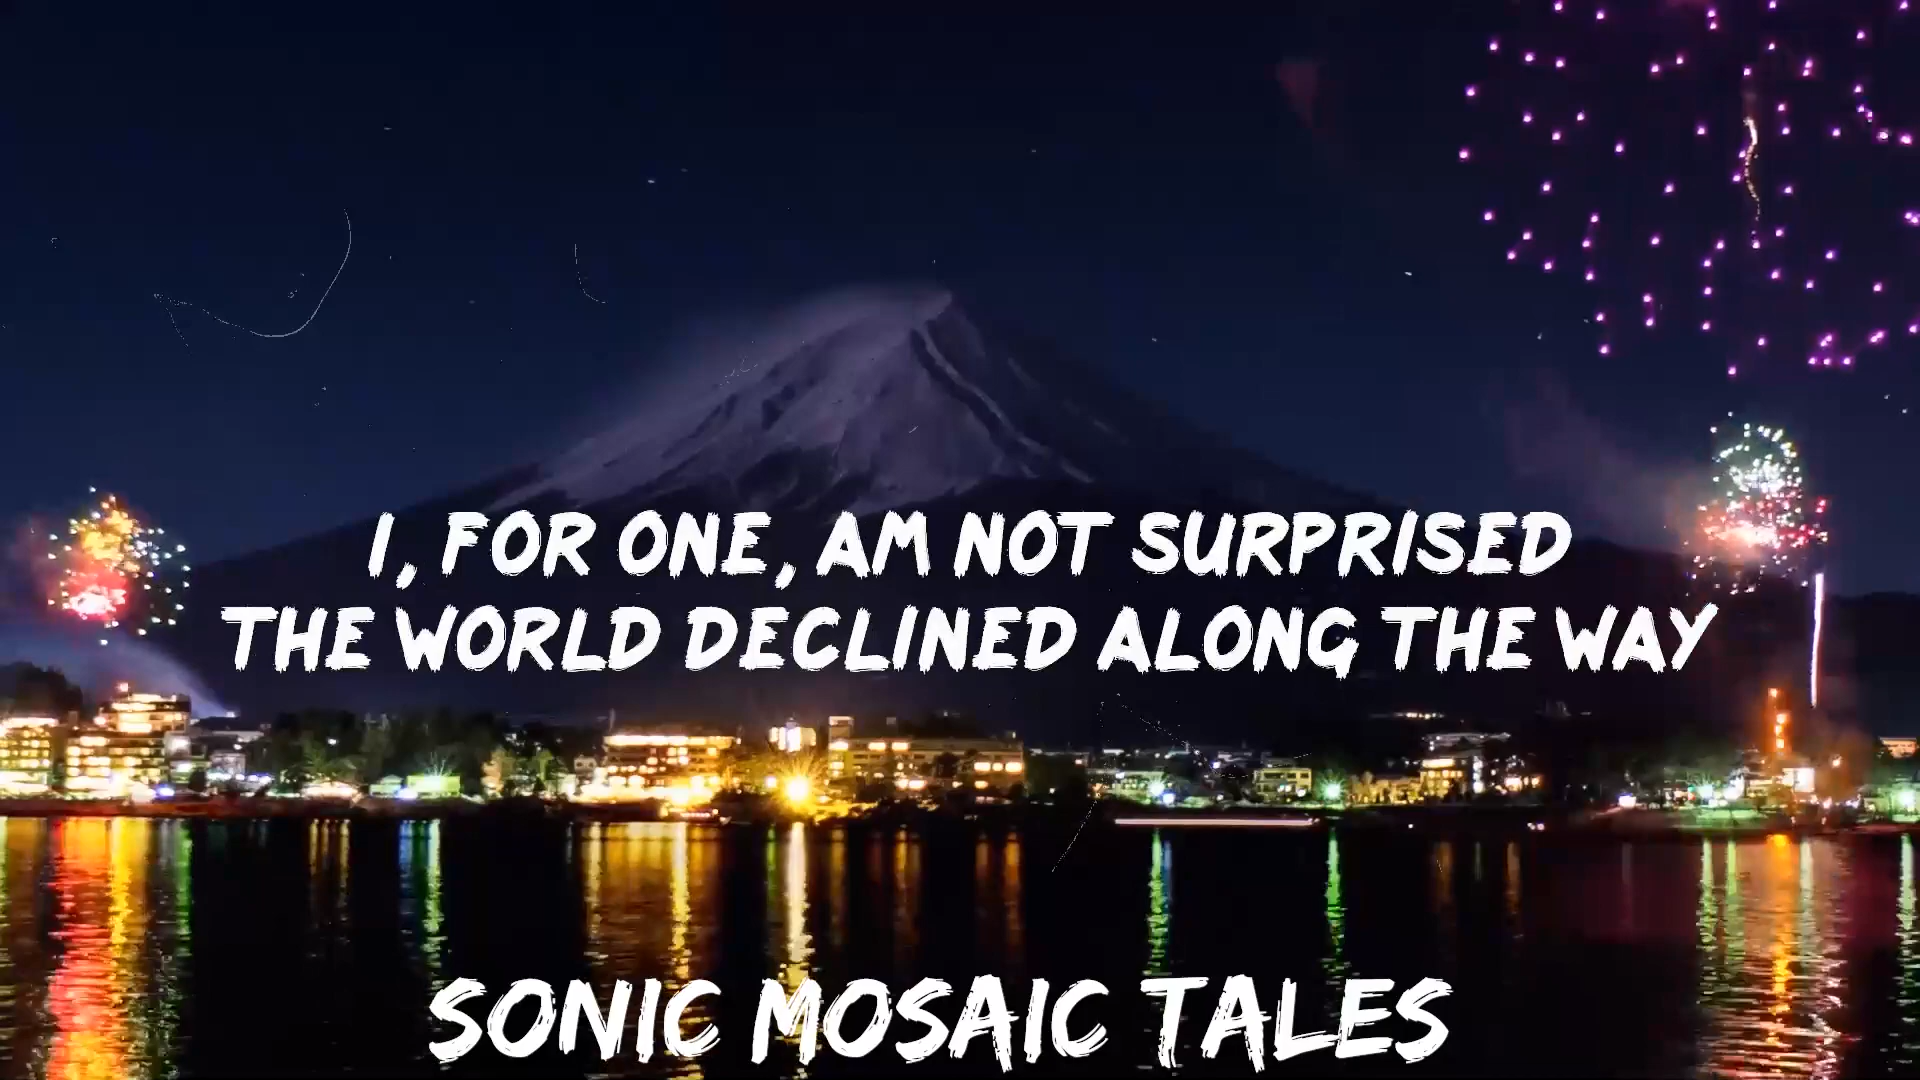 I, FOR ONE, AM NOT SURPRISED
THE WORLD DECLINED ALONG THE WAY
SONIC MOSAIC TALES